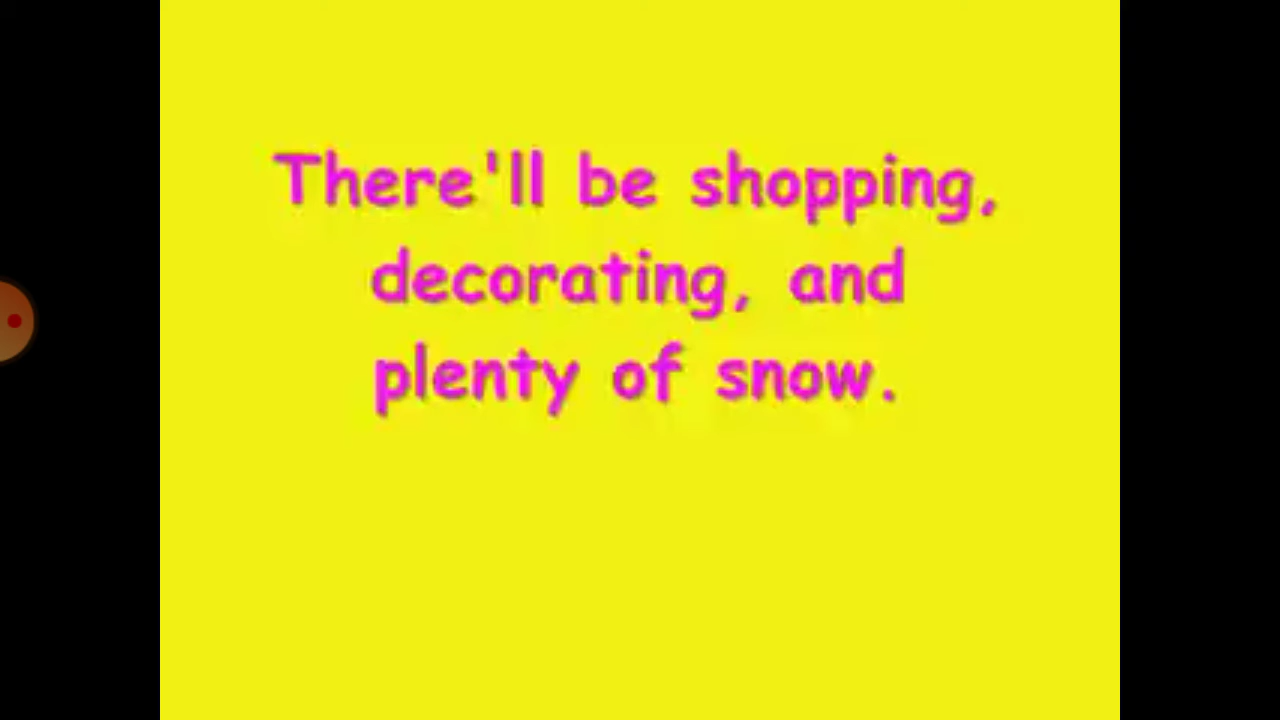 There'll be shopping,
decorating, and
plenty of snow.